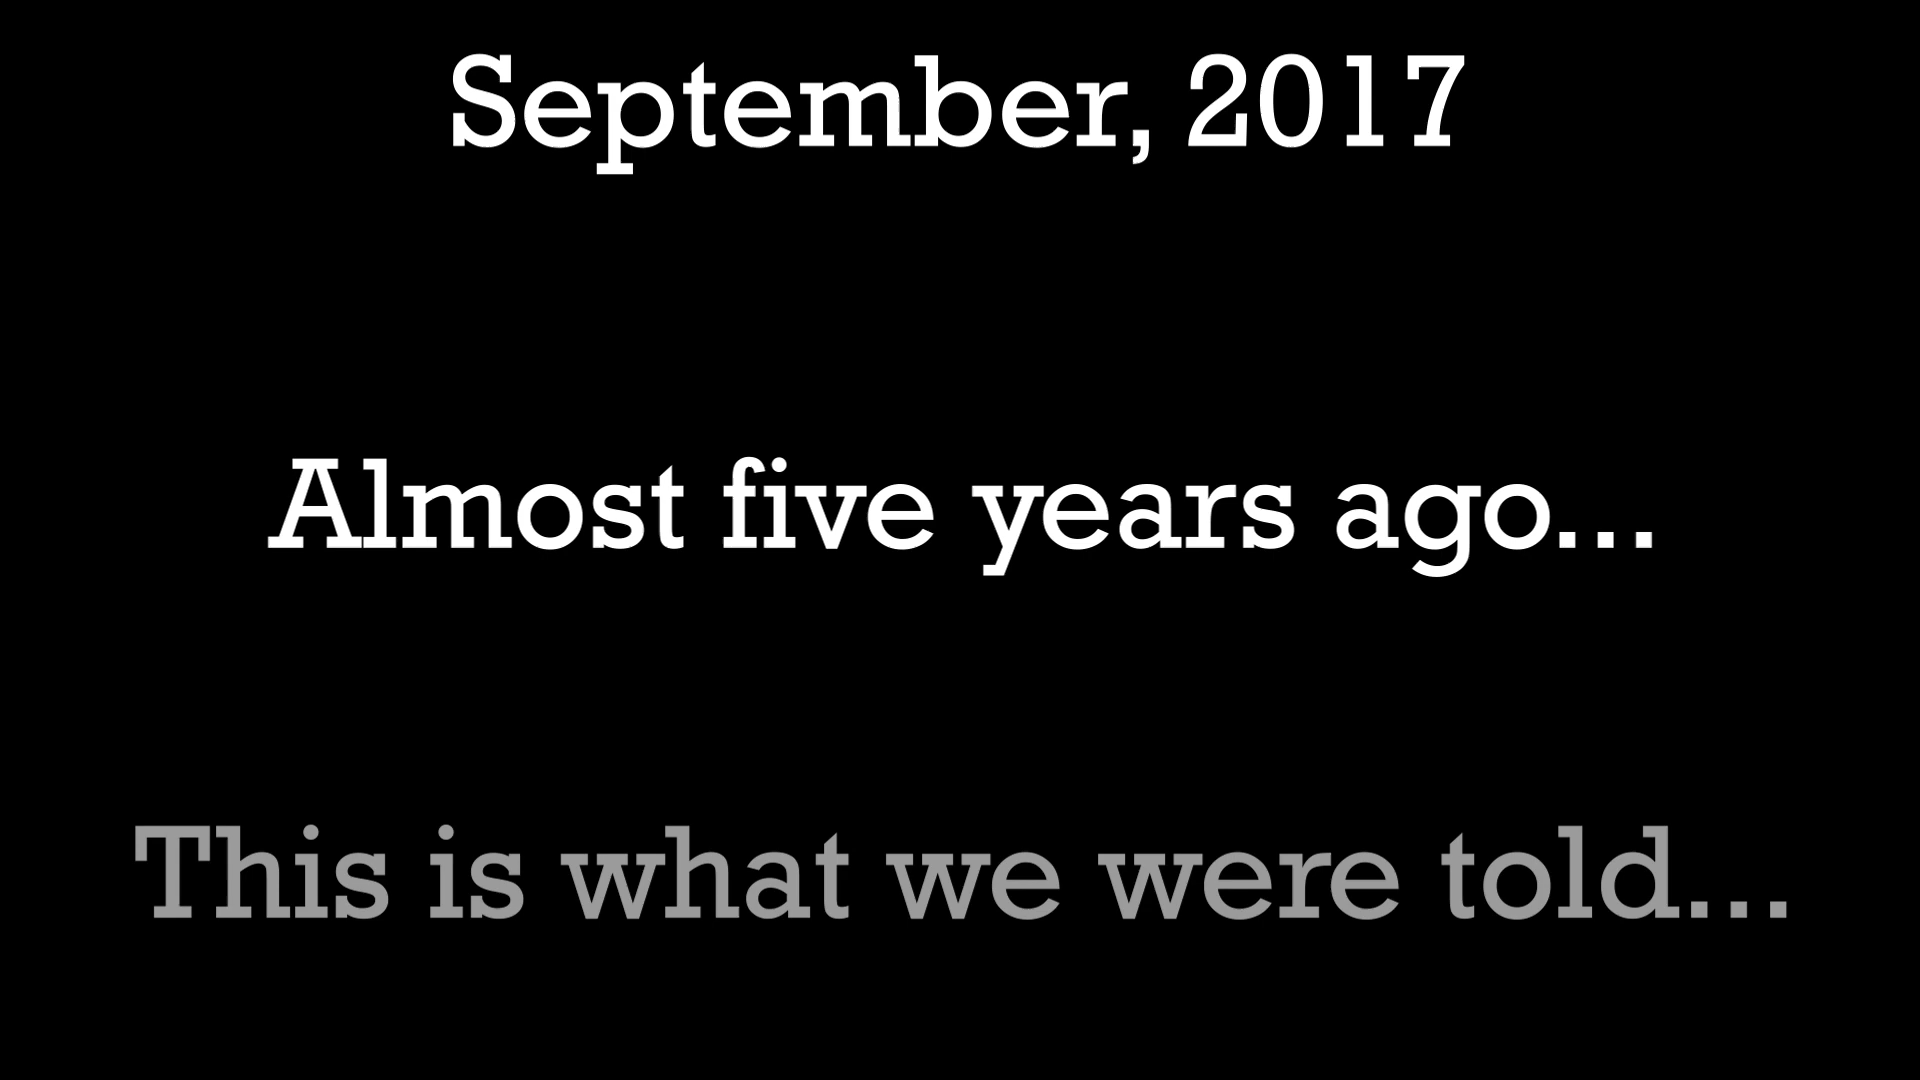 September, 2017
Almost five years ago...
This is what we were told...